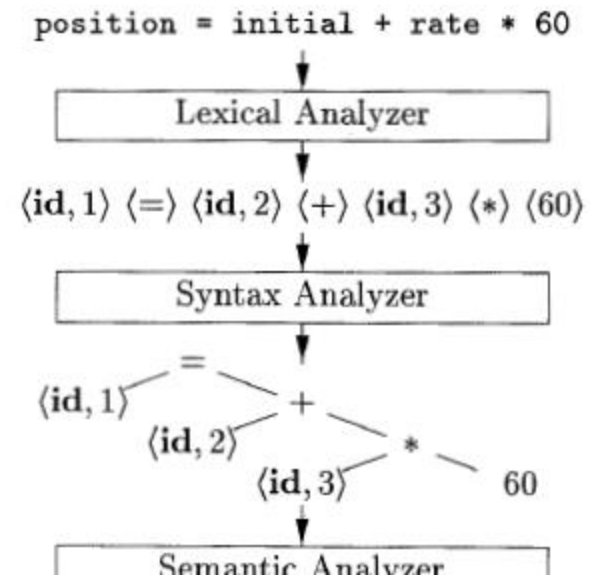 position = initial + rate * 60
Lexical Analyzer
⟨id, 1⟩ ⟨=⟩ ⟨id, 2⟩ ⟨+⟩ ⟨id, 3⟩ ⟨*⟩ ⟨60⟩
Syntax Analyzer
=
⟨id, 1⟩
+
⟨id, 2⟩
*
⟨id, 3⟩
60
Semantic Analyzer